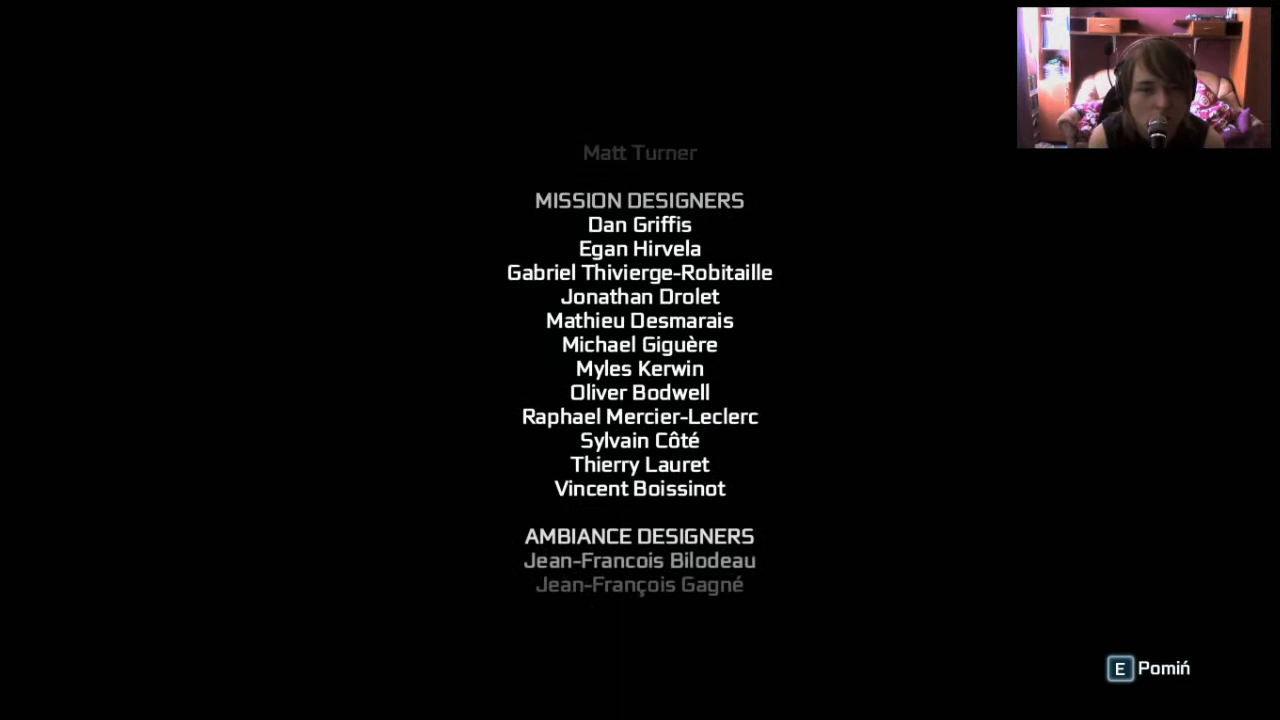 Matt Turner
MISSION DESIGNERS
Dan Griffis
Egan Hirvela
Gabriel Thivierge-Robitaille
Jonathan Drolet
Mathieu Desmarais
Michael Giguère
Myles Kerwin
Oliver Bodwell
Raphael Mercier-Leclerc
Sylvain Côté
Thierry Lauret
Vincent Boissinot
AMBIANCE DESIGNERS
Jean-Francois Bilodeau
Jean-François Gagné
E Pomiń